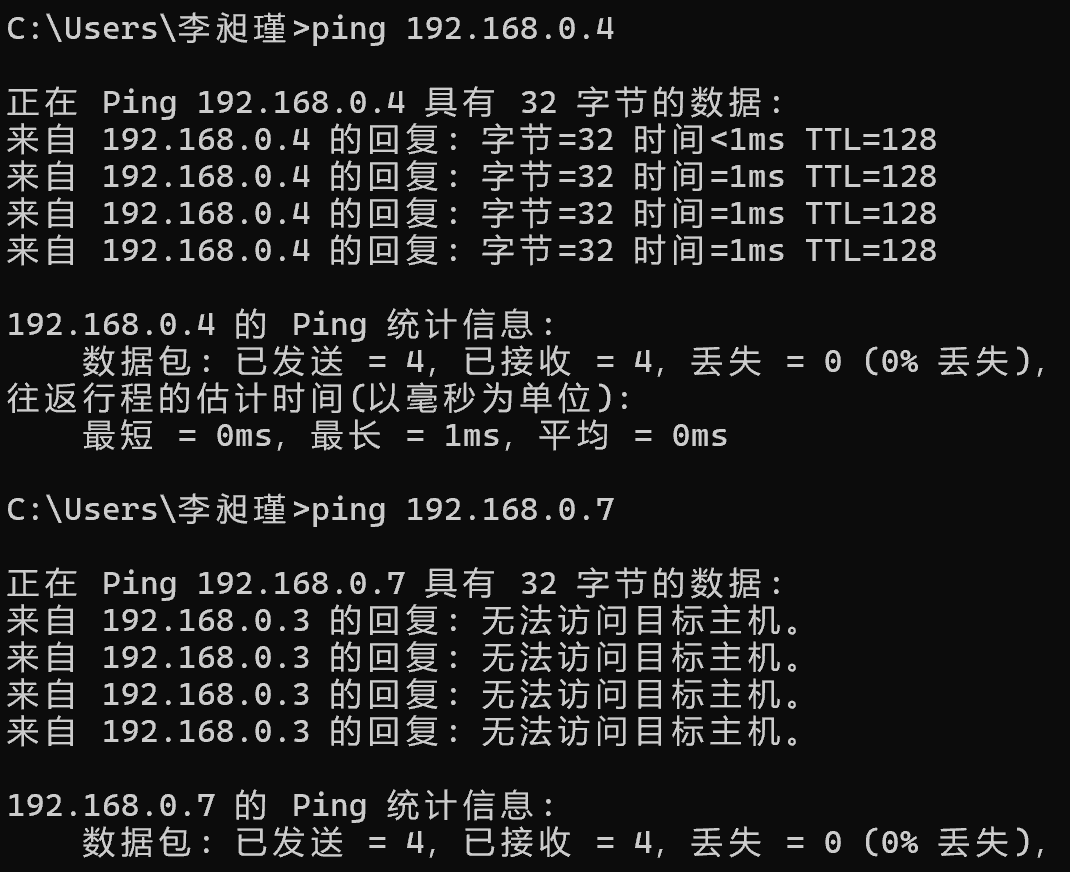 C:\Users\李昶瑾>ping 192.168.0.4
正在 Ping 192.168.0.4 具有 32 字节的数据:
来自 192.168.0.4 的回复: 字节=32 时间<1ms TTL=128
来自 192.168.0.4 的回复: 字节=32 时间=1ms TTL=128
来自 192.168.0.4 的回复: 字节=32 时间=1ms TTL=128
来自 192.168.0.4 的回复: 字节=32 时间=1ms TTL=128
192.168.0.4 的 Ping 统计信息:
数据包: 已发送 = 4, 已接收 = 4, 丢失 = 0 (0% 丢失),
往返行程的估计时间(以毫秒为单位):
最短 = 0ms, 最长 = 1ms, 平均 = 0ms
C:\Users\李昶瑾>ping 192.168.0.7
正在 Ping 192.168.0.7 具有 32 字节的数据:
来自 192.168.0.3 的回复: 无法访问目标主机。
来自 192.168.0.3 的回复: 无法访问目标主机。
来自 192.168.0.3 的回复: 无法访问目标主机。
来自 192.168.0.3 的回复: 无法访问目标主机。
192.168.0.7 的 Ping 统计信息:
数据包: 已发送 = 4, 已接收 = 4, 丢失 = 0 (0% 丢失),